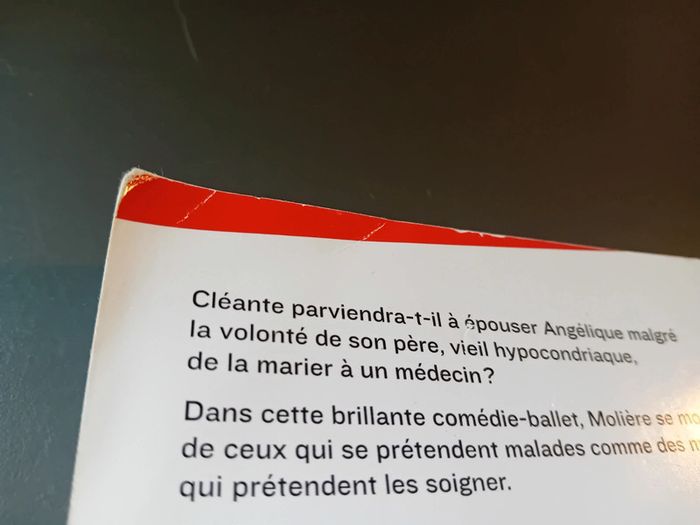 Cléante parviendra-t-il à épouser Angélique malgré
la volonté de son père, vieil hypocondriaque,
de la marier à un médecin?
Dans cette brillante comédie-ballet, Molière se
de ceux qui se prétendent malades comme des
qui prétendent les soigner.